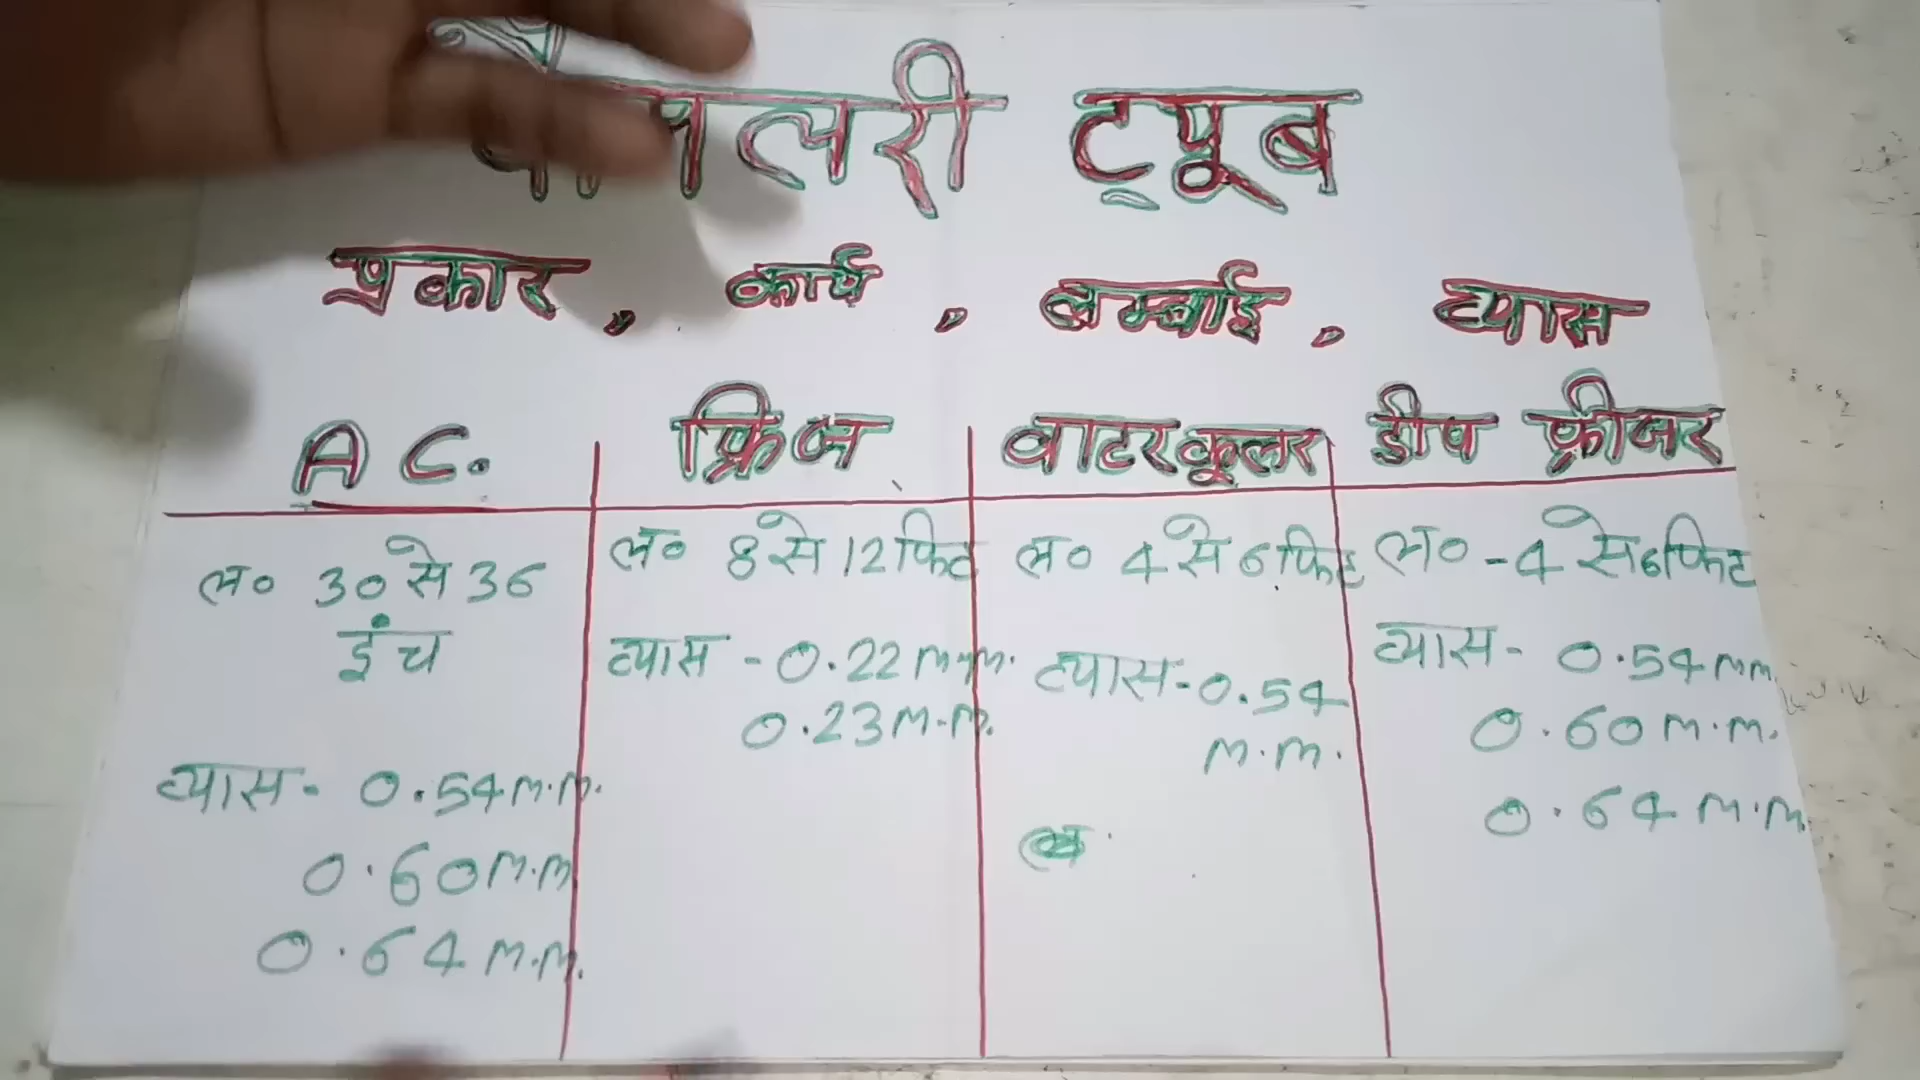 ट्यूब
प्रकार , कार्य , लम्बाई , व्यास
A C. फ्रिज वाटरकूलर डीप फ्रीजर
ल० 30 से 36
इंच
व्यास- 0.54 m.m.
0.60 m.m
0.64 m.m.
ल० 8 से 12 फिट
व्यास - 0.22 m.m.
0.23 m.m.
ल० 4 से 6 फिट
व्यास-0.54
m.m.
ल० -4 से 6 फिट
व्यास- 0.54 mm.
0.60 m.m.
0.64 m.m.